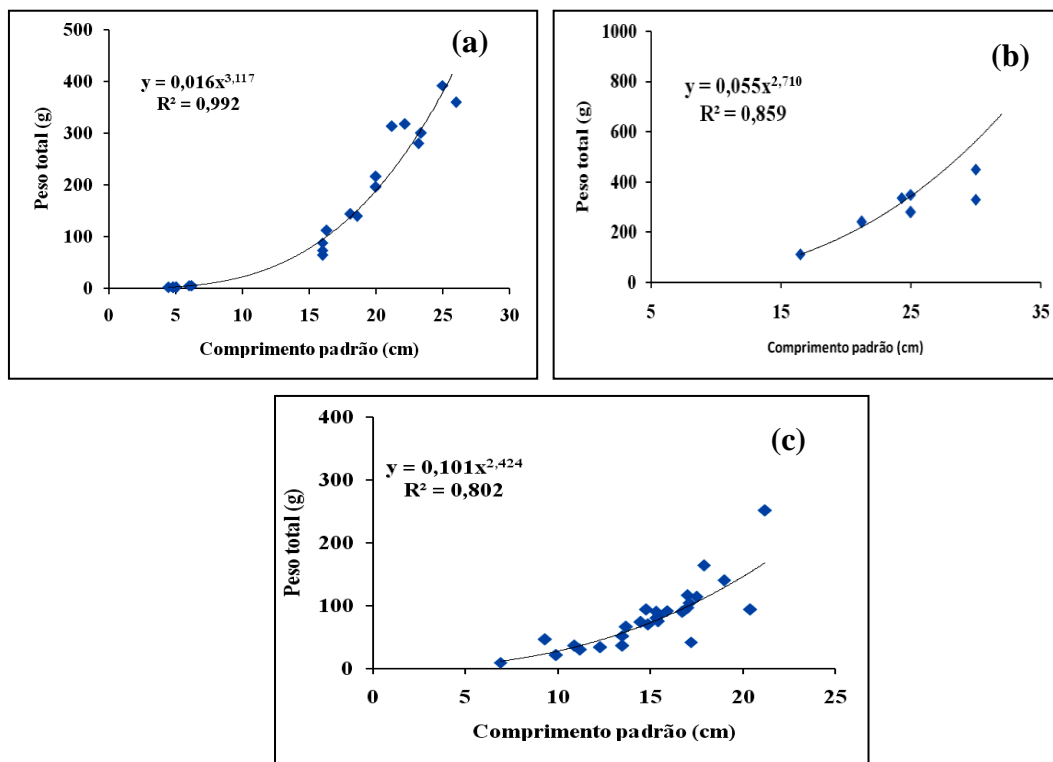 (a)
y = 0,016x^3,117
R² = 0,992
Peso total (g)
500
400
300
200
100
0
0 5 10 15 20 25 30
Comprimento padrão (cm)
(b)
y = 0,055x^2,710
R² = 0,859
Peso total (g)
1000
800
600
400
200
0
5 15 25 35
Comprimento padrão (cm)
(c)
y = 0,101x^2,424
R² = 0,802
Peso total (g)
400
300
200
100
0
0 5 10 15 20 25
Comprimento padrão (cm)